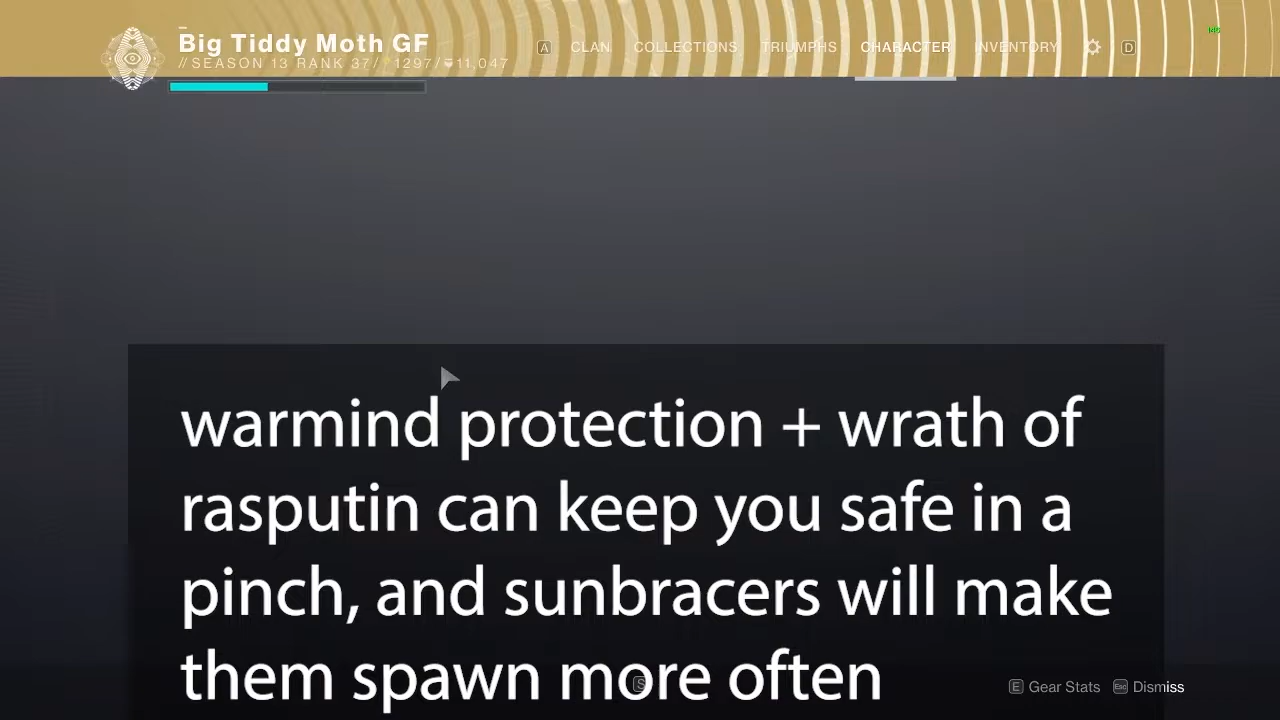 Big Tiddy Moth GF
//SEASON 13 RANK 37/ 1297/ 11,047
A CLAN COLLECTIONS TRIUMPHS CHARACTER INVENTORY D
warmind protection + wrath of
rasputin can keep you safe in a
pinch, and sunbracers will make
them spawn more often
S
E Gear Stats Esc Dismiss